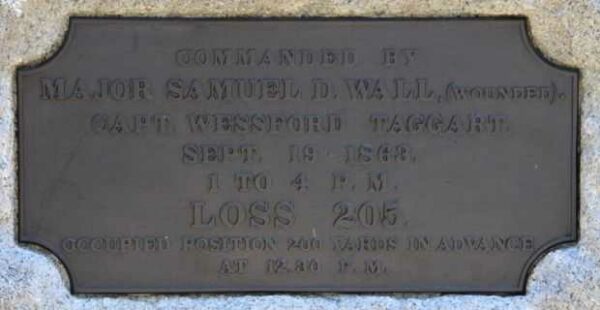 COMMANDED BY
MAJOR SAMUEL D. WALL, (WOUNDED).
CAPT. WESSFORD TAGGART.
SEPT. 19 1863.
1 TO 4 P.M.
LOSS 205.
OCCUPIED POSITION 200 YARDS IN ADVANCE
AT 12.30 P.M.